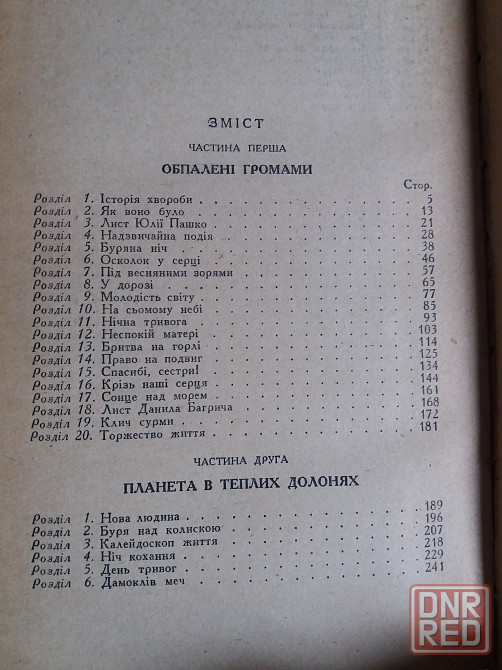 ЗМІСТ
ЧАСТИНА ПЕРША
ОБПАЛЕНІ ГРОМАМИ
Стор.
Розділ 1. Історія хвороби 5
Розділ 2. Як воно було 13
Розділ 3. Лист Юлії Пашко 21
Розділ 4. Надзвичайна подія 28
Розділ 5. Буряна ніч 38
Розділ 6. Осколок у серці 46
Розділ 7. Під весняними зорями 57
Розділ 8. У дорозі 65
Розділ 9. Молодість світу 77
Розділ 10. На сьомому небі 85
Розділ 11. Нічна тривога 93
Розділ 12. Неспокій матері 103
Розділ 13. Бритва на горлі 114
Розділ 14. Право на подвиг 125
Розділ 15. Спасибі, сестри! 134
Розділ 16. Крізь наші серця 144
Розділ 17. Сонце над морем 161
Розділ 18. Лист Данила Багрича 168
Розділ 19. Клич сурми 172
Розділ 20. Торжество життя 181
ЧАСТИНА ДРУГА
ПЛАНЕТА В ТЕПЛИХ ДОЛОНЯХ
Розділ 1. Нова людина 189
Розділ 2. Буря над колискою 196
Розділ 3. Калейдоскоп життя 207
Розділ 4. Ніч кохання 218
Розділ 5. День тривог 229
Розділ 6. Дамоклів меч 241
DNR
RED